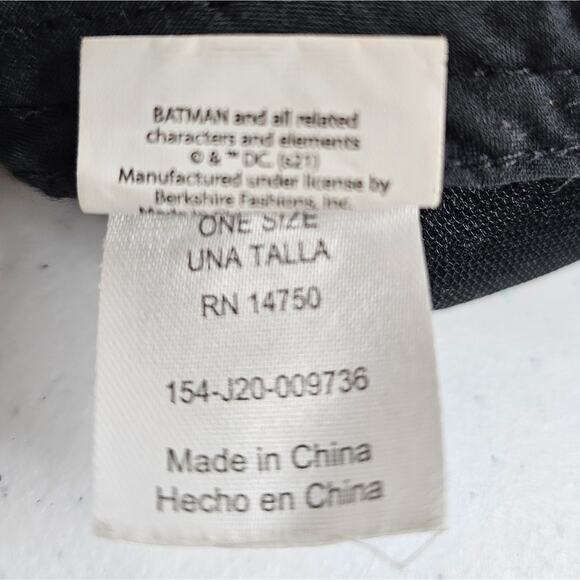 BATMAN and all related
characters and elements
© & ™ DC. (s21)
Manufactured under license by
Berkshire Fashions, Inc.
ONE SIZE
UNA TALLA
RN 14750
154-J20-009736
Made in China
Hecho en China